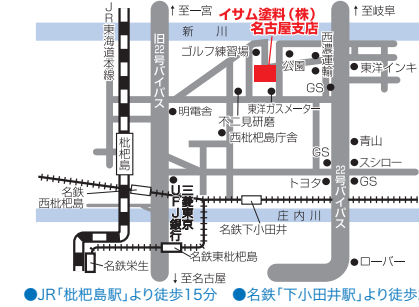 ↑至一宮
イサム塗料(株)
名古屋支店
↑至岐阜
JR東海道本線
新川
旧22号バイパス
ゴルフ練習場
公園
西濃運輸
東洋インキ
GS
明電舎
東洋ガスメーター
不二見研磨
西枇杷島庁舎
枇杷島
青山
GS
スシロー
トヨタ
GS
22号バイパス
名鉄
西枇杷島
三菱東京
UFJ銀行
庄内川
名鉄下小田井
名鉄東枇杷島
名鉄栄生
ローバー
↓至名古屋
●JR「枇杷島駅」より徒歩15分
●名鉄「下小田井駅」より徒歩